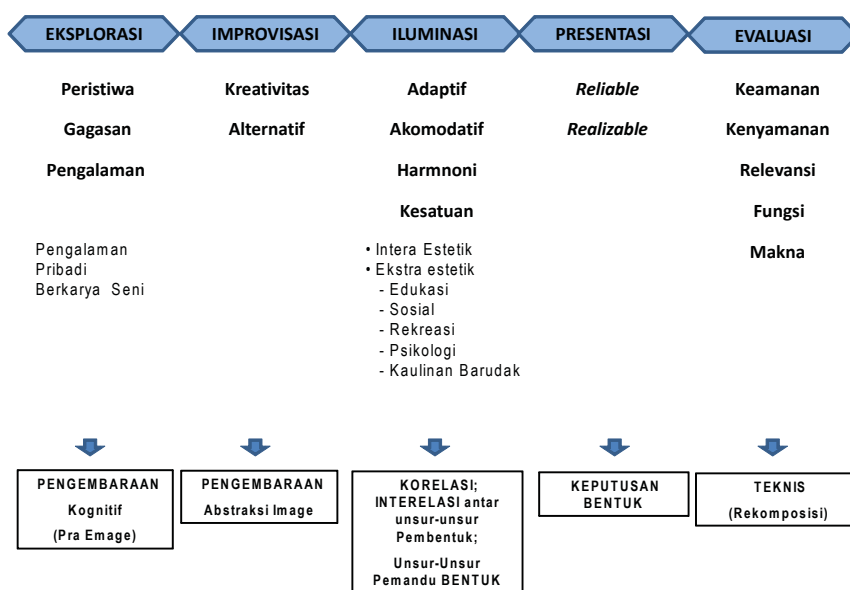 EKSPLORASI
IMPROVISASI
ILUMINASI
PRESENTASI
EVALUASI
Peristiwa
Gagasan
Pengalaman
Pengalaman
Pribadi
Berkarya Seni
Kreativitas
Alternatif
Adaptif
Akomodatif
Harmnoni
Kesatuan
• Intera Estetik
• Ekstra estetik
- Edukasi
- Sosial
- Rekreasi
- Psikologi
- Kaulinan Barudak
Reliable
Realizable
Keamanan
Kenyamanan
Relevansi
Fungsi
Makna
PENGEMBARAAN
Kognitif
(Pra Emage)
PENGEMBARAAN
Abstraksi Image
KORELASI;
INTERELASI antar
unsur-unsur
Pembentuk;
Unsur-Unsur
Pemandu BENTUK
KEPUTUSAN
BENTUK
TEKNIS
(Rekomposisi)